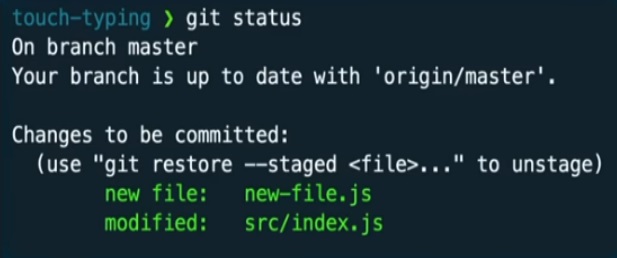 touch-typing ❯ git status
On branch master
Your branch is up to date with 'origin/master'.

Changes to be committed:
  (use "git restore --staged <file>..." to unstage)
        new file:   new-file.js
        modified:   src/index.js